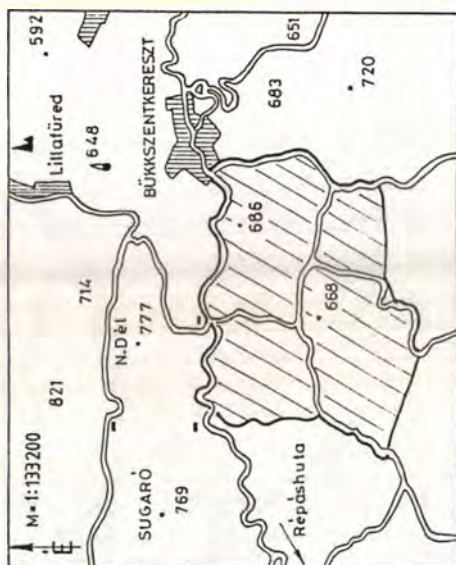 É
M=1:133200
821
714
Lillafüred
592
648
N.Dél
777
SUGARÓ
769
BÜKKSZENTKERESZT
686
683
651
720
668
Répáshuta